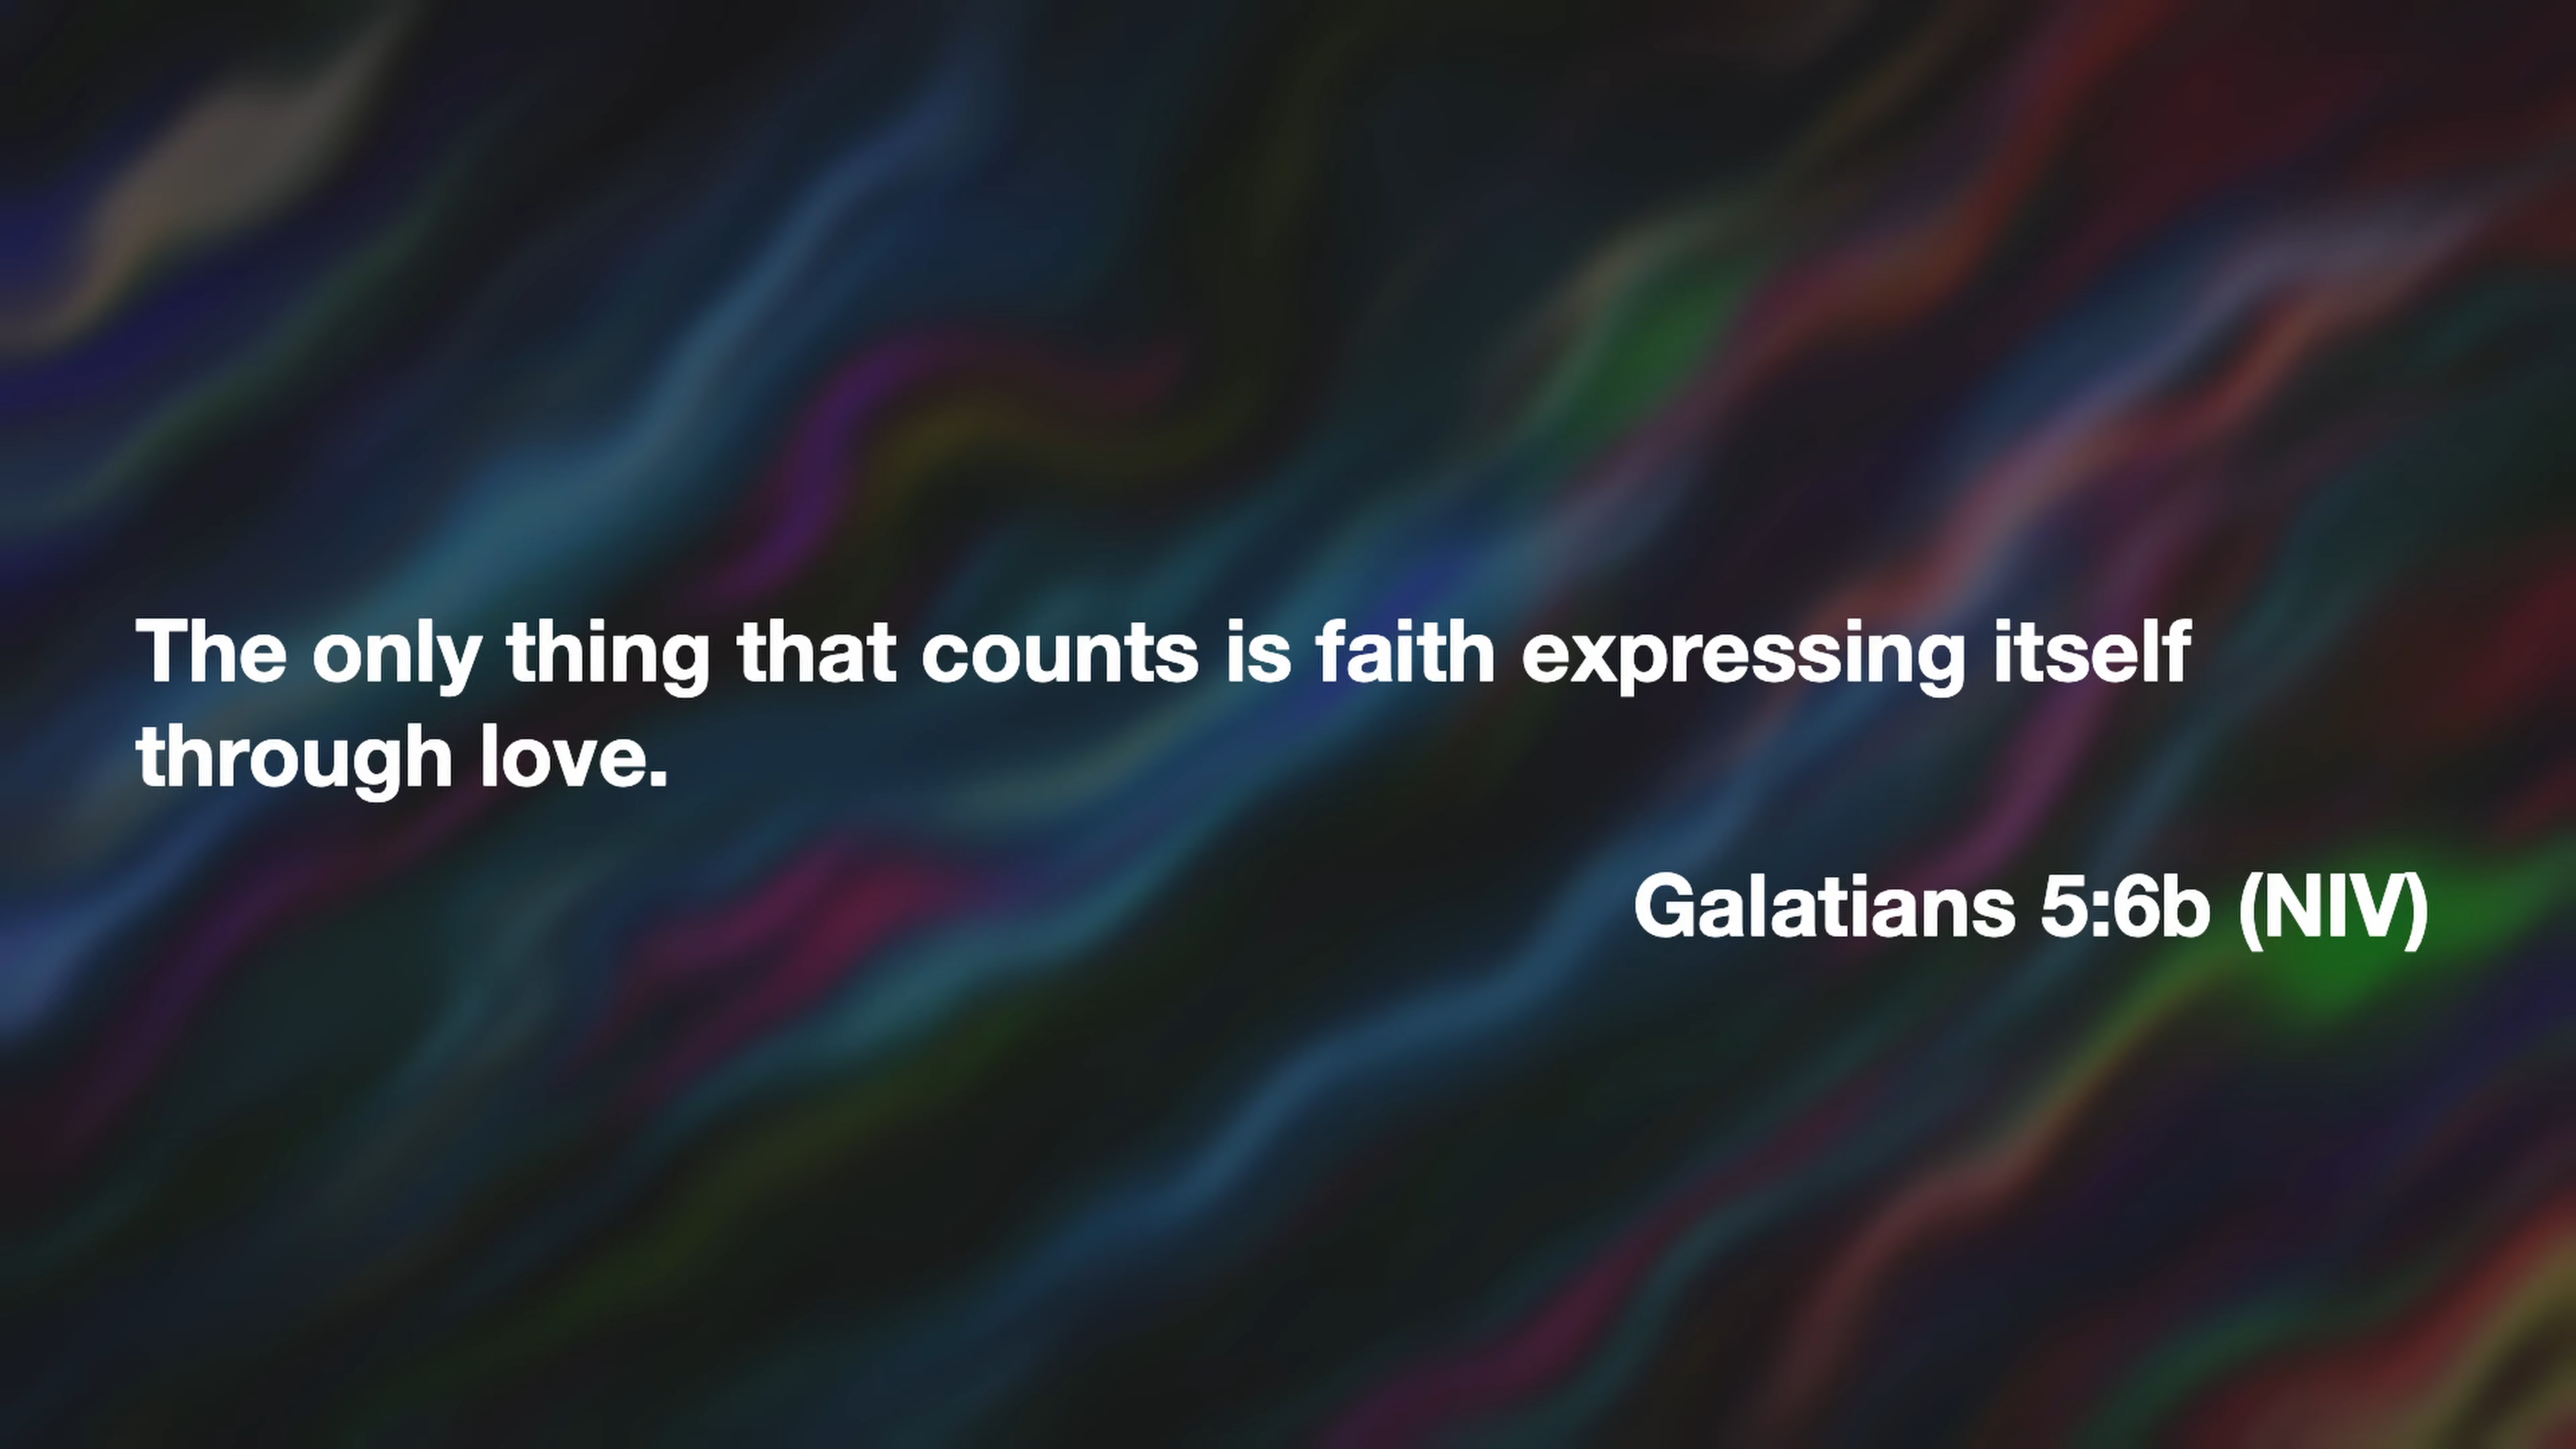 The only thing that counts is faith expressing itself
through love.
Galatians 5:6b (NIV)